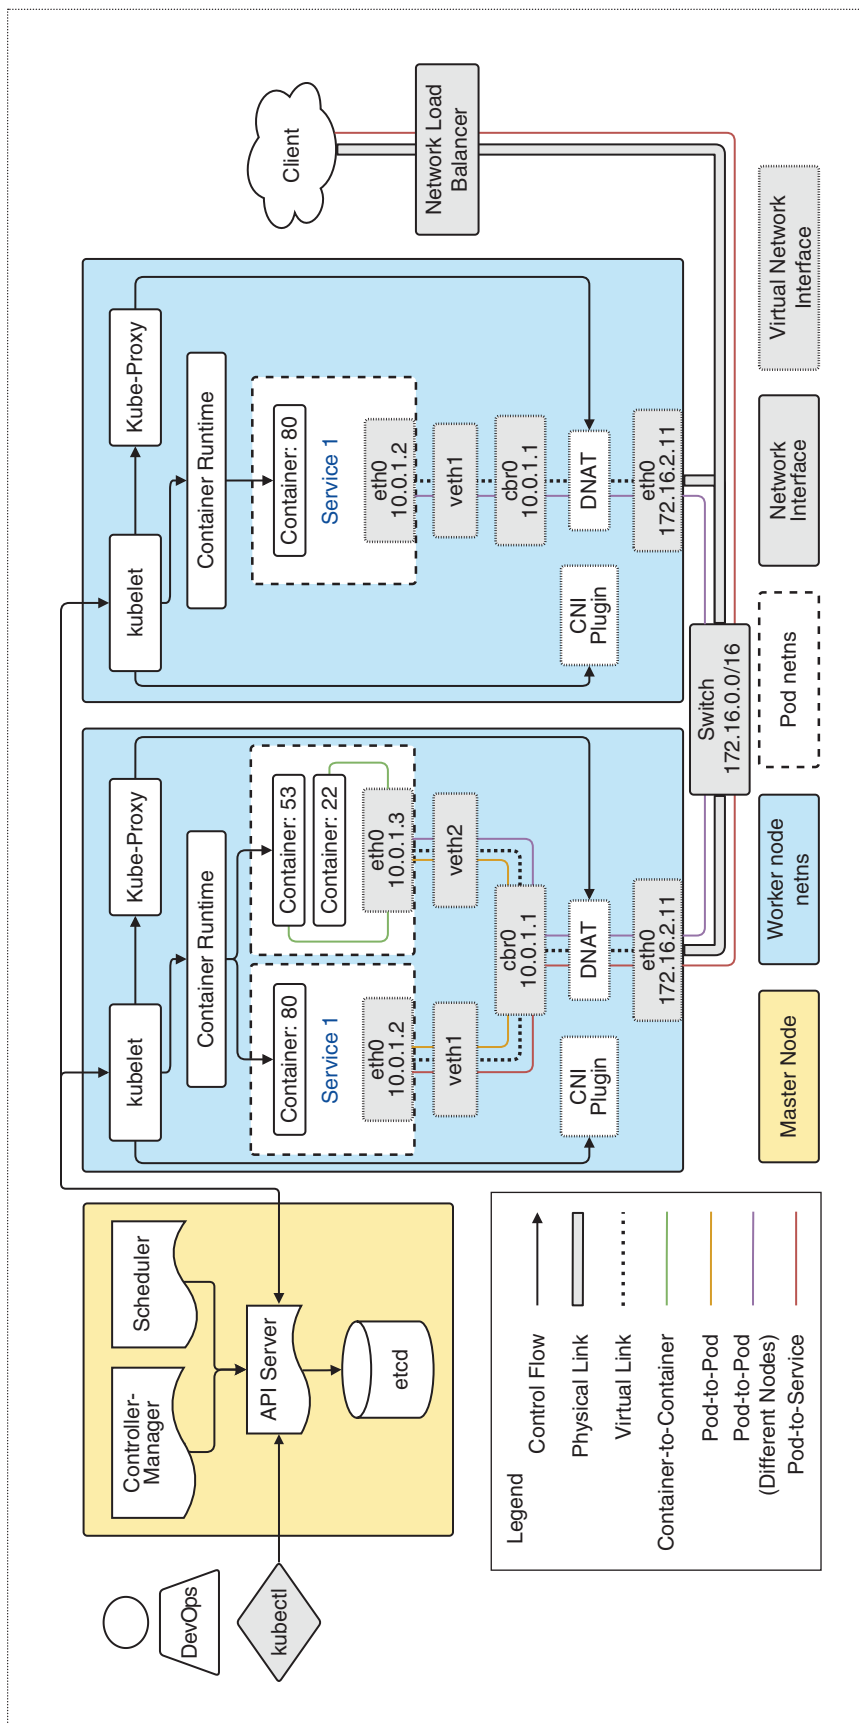 DevOps
kubectl
Controller-
Manager
Scheduler
API Server
etcd
kubelet
Kube-Proxy
Container Runtime
Container: 80
Service 1
eth0
10.0.1.2
veth1
Container: 53
Container: 22
eth0
10.0.1.3
veth2
cbr0
10.0.1.1
CNI
Plugin
DNAT
eth0
172.16.2.11
kubelet
Kube-Proxy
Container Runtime
Container: 80
Service 1
eth0
10.0.1.2
veth1
cbr0
10.0.1.1
CNI
Plugin
DNAT
eth0
172.16.2.11
Client
Network Load
Balancer
Switch
172.16.0.0/16
Legend
Control Flow
Physical Link
Virtual Link
Container-to-Container
Pod-to-Pod
Pod-to-Pod
(Different Nodes)
Pod-to-Service
Master Node
Worker node
netns
Pod netns
Network
Interface
Virtual Network
Interface